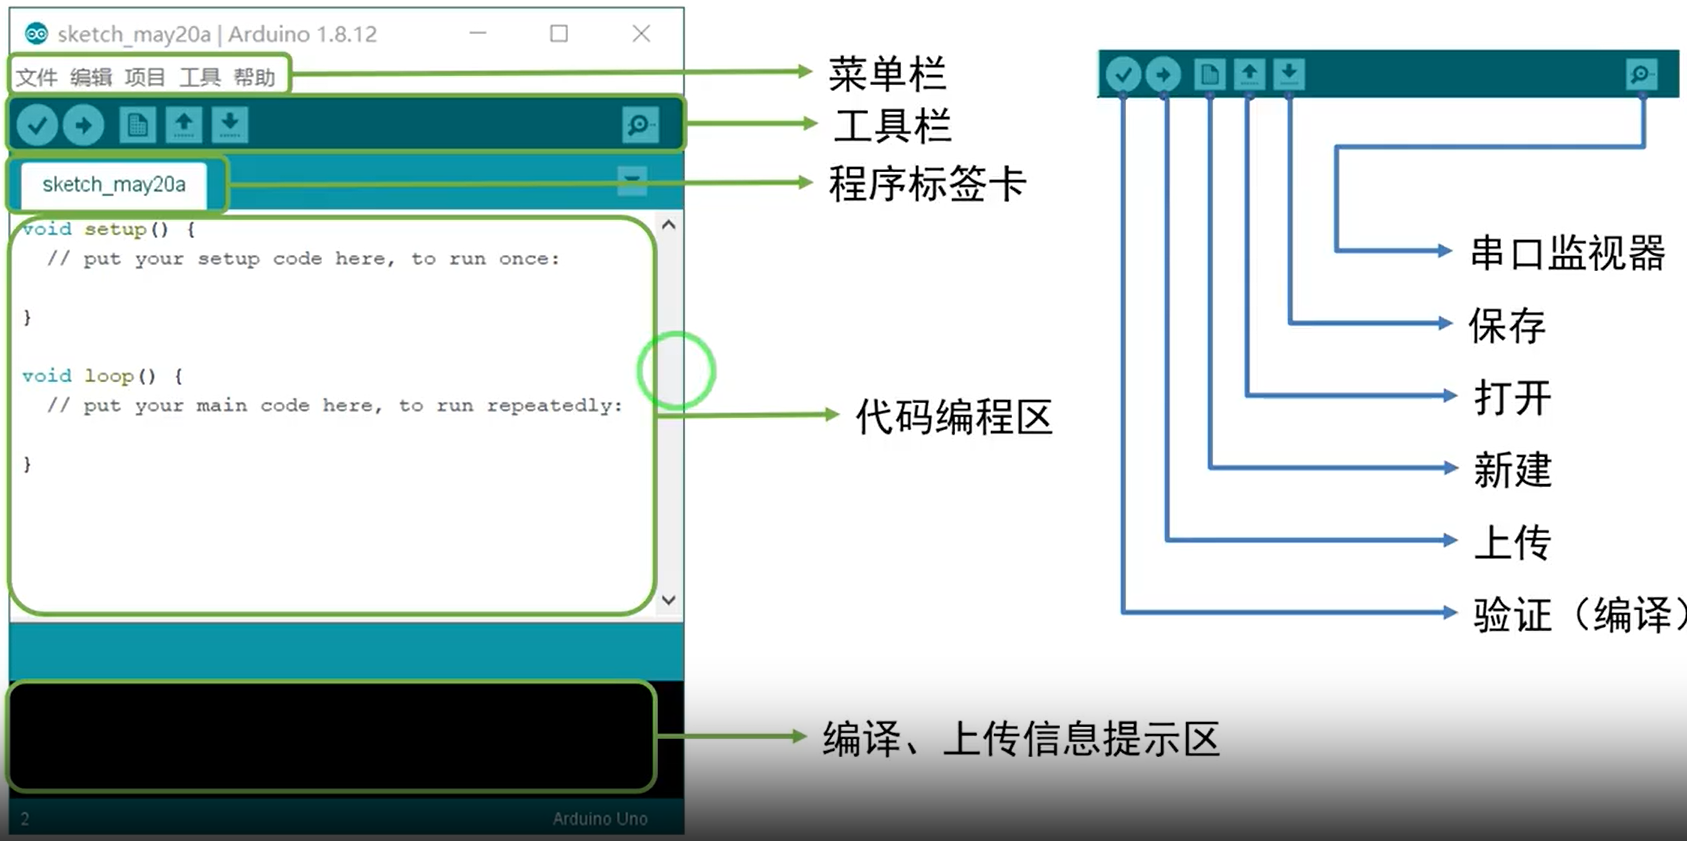 sketch_may20a | Arduino 1.8.12
文件 编辑 项目 工具 帮助
菜单栏
工具栏
sketch_may20a
程序标签卡
void setup() {
// put your setup code here, to run once:
}
void loop() {
// put your main code here, to run repeatedly:
}
代码编程区
编译、上传信息提示区
2
Arduino Uno
串口监视器
保存
打开
新建
上传
验证（编译）